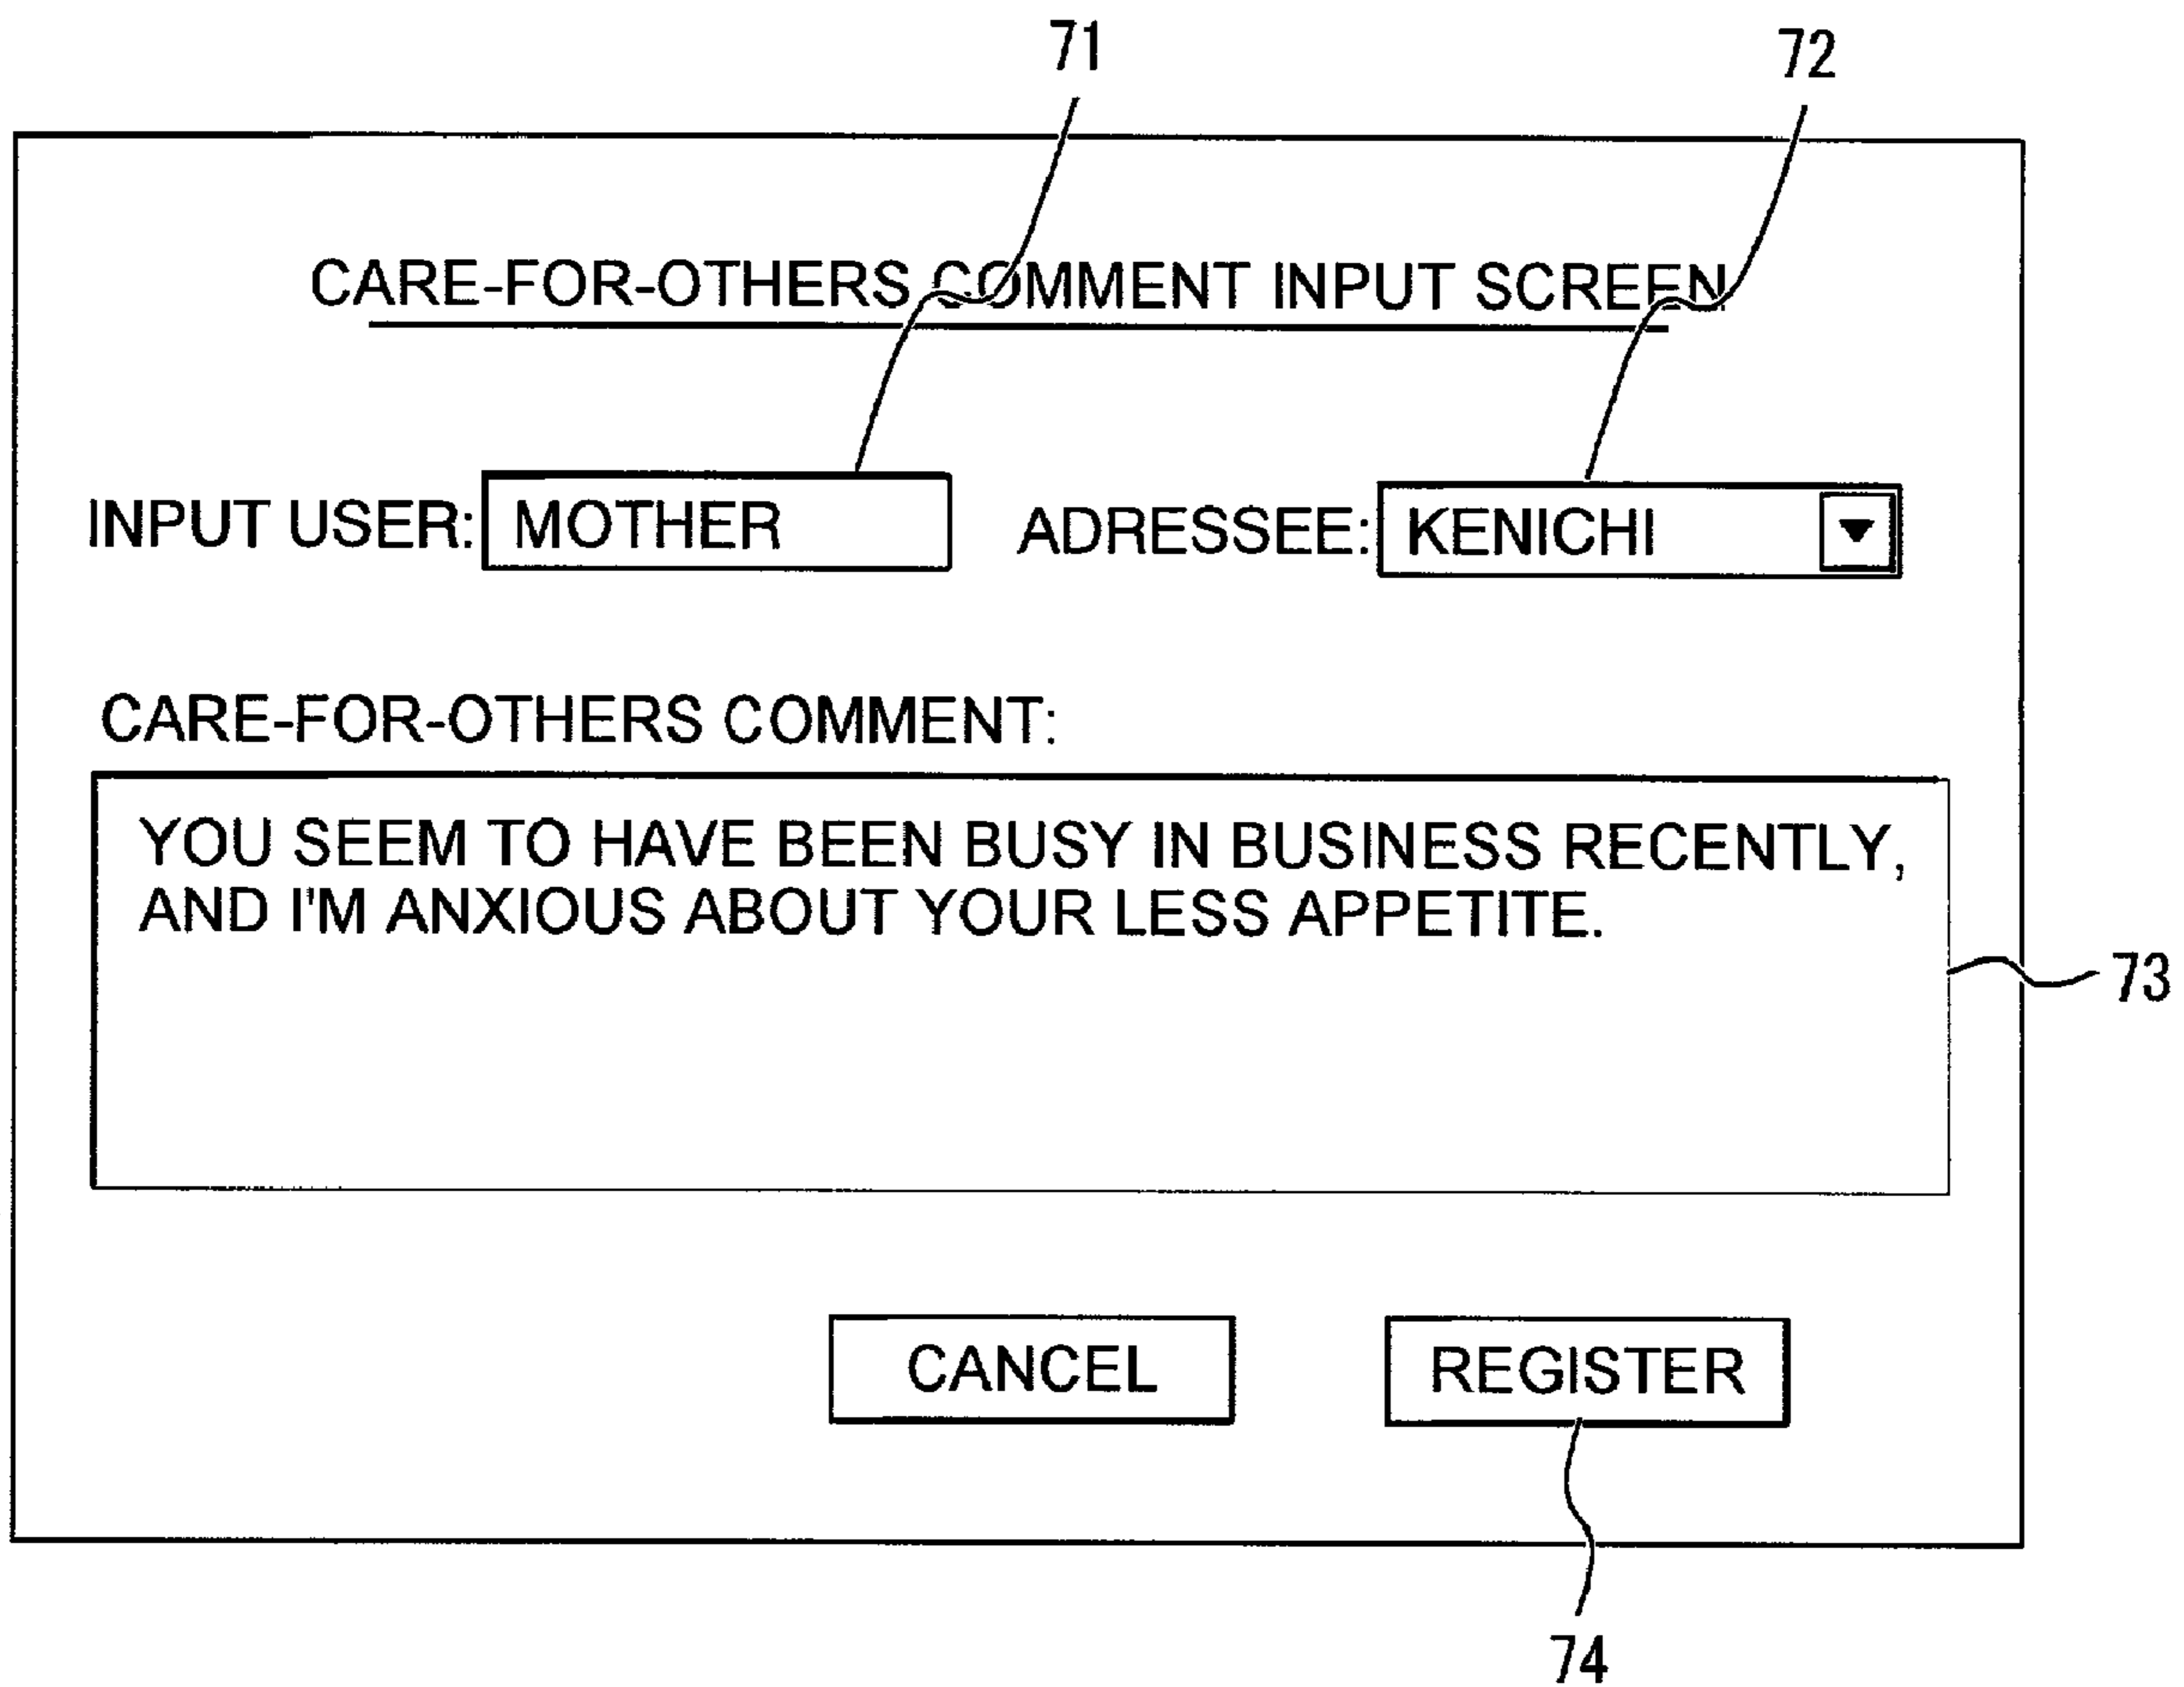 71
72
CARE-FOR-OTHERS COMMENT INPUT SCREEN
INPUT USER: MOTHER ADRESSEE: KENICHI
CARE-FOR-OTHERS COMMENT:
YOU SEEM TO HAVE BEEN BUSY IN BUSINESS RECENTLY,
AND I'M ANXIOUS ABOUT YOUR LESS APPETITE.
73
CANCEL REGISTER
74